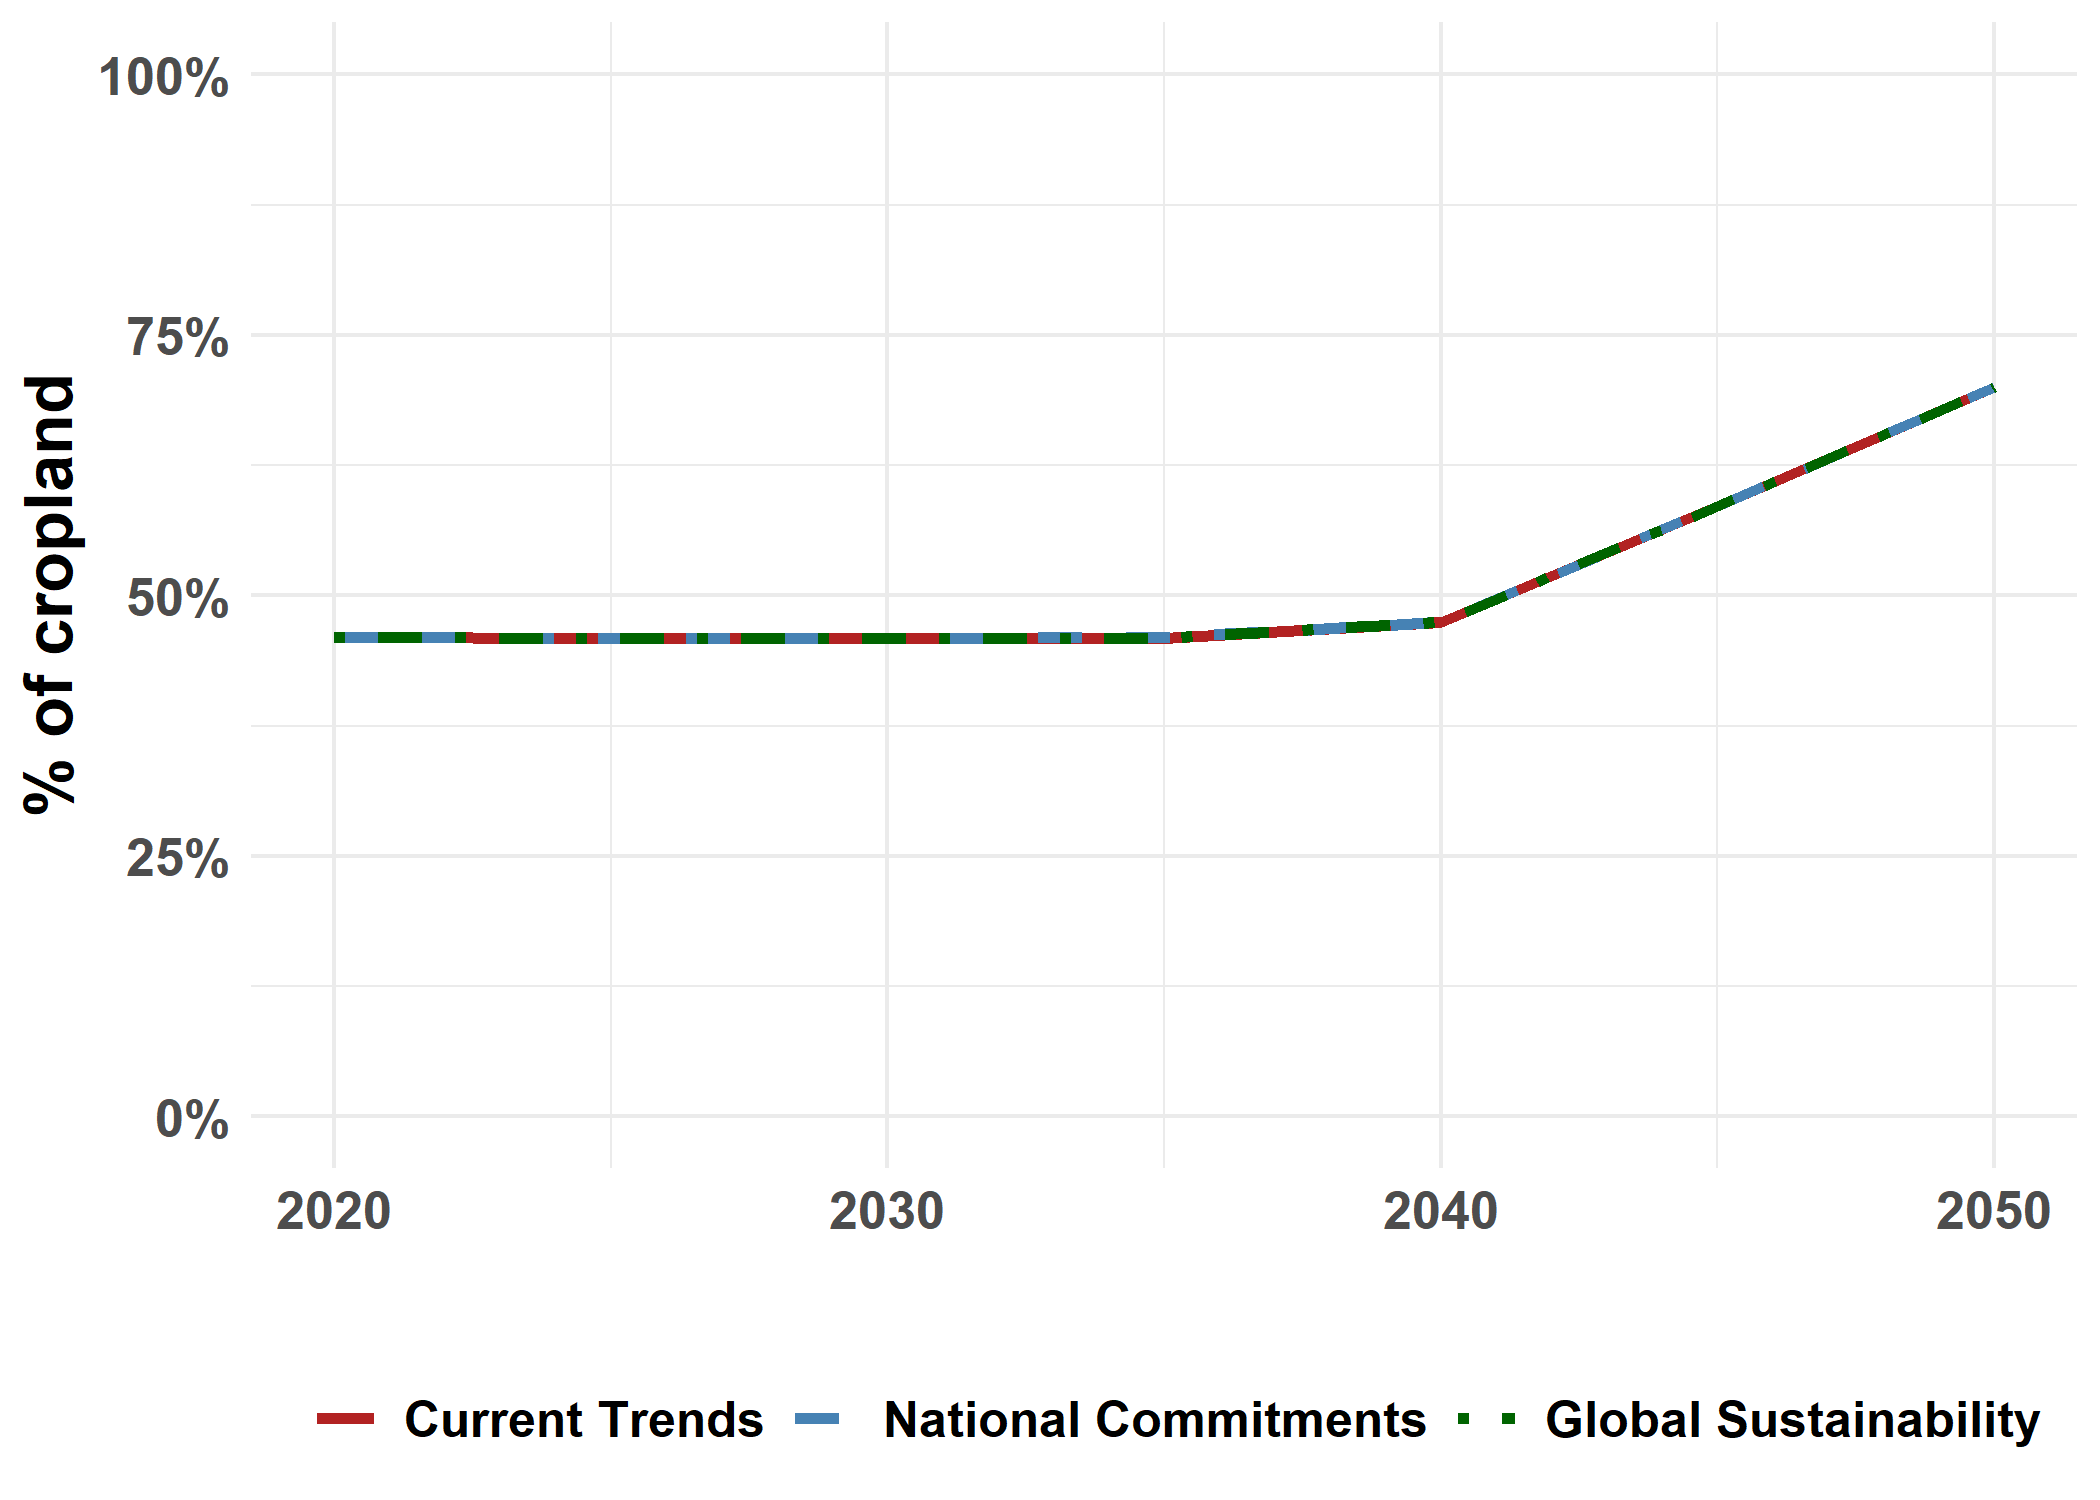 100%
75%
50%
25%
0%
% of cropland
2020 2030 2040 2050
Current Trends National Commitments Global Sustainability